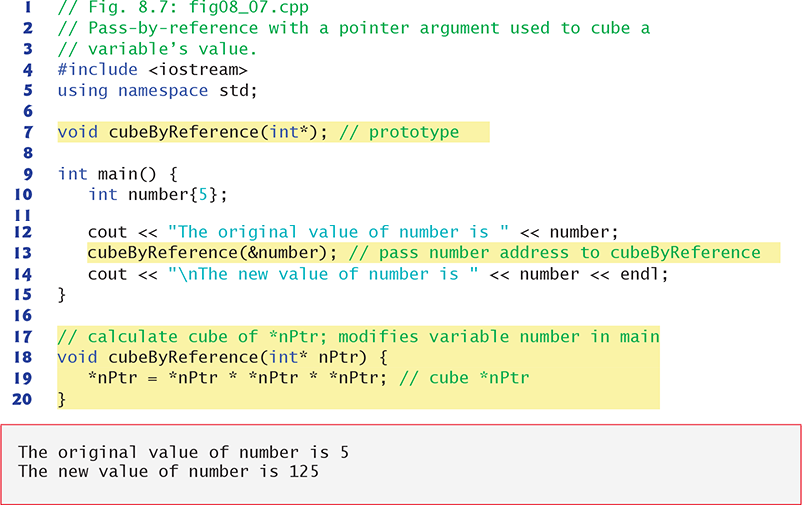 1 // Fig. 8.7: fig08_07.cpp
2 // Pass-by-reference with a pointer argument used to cube a
3 // variable’s value.
4 #include <iostream>
5 using namespace std;
6
7 void cubeByReference(int*); // prototype
8
9 int main() {
10 int number{5};
11
12 cout << "The original value of number is " << number;
13 cubeByReference(&number); // pass number address to cubeByReference
14 cout << "\nThe new value of number is " << number << endl;
15 }
16
17 // calculate cube of *nPtr; modifies variable number in main
18 void cubeByReference(int* nPtr) {
19 *nPtr = *nPtr * *nPtr * *nPtr; // cube *nPtr
20 }
The original value of number is 5
The new value of number is 125